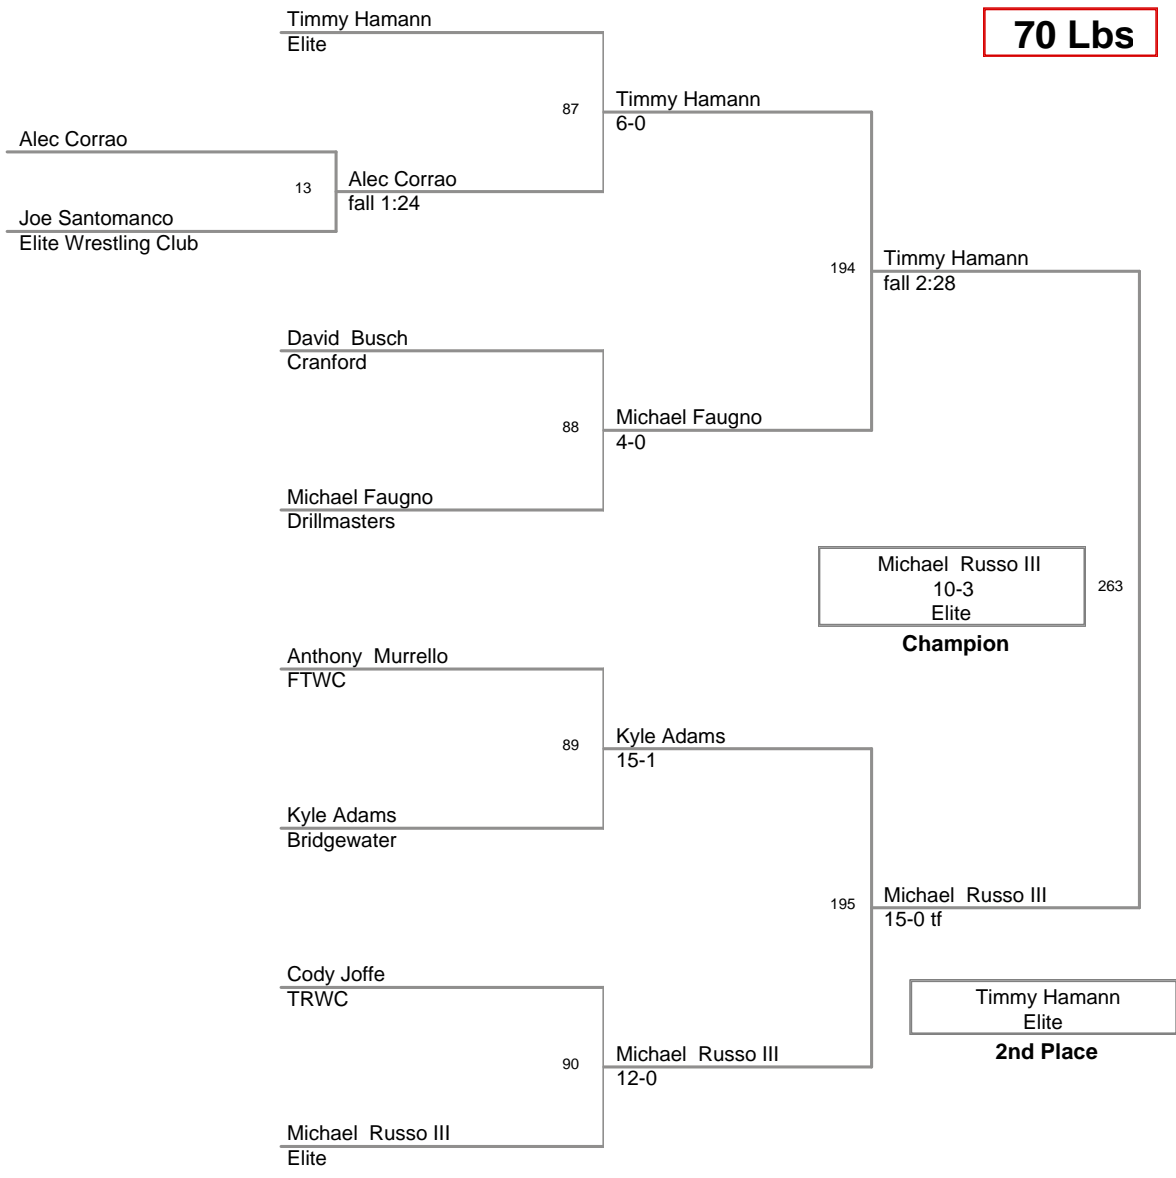 Timmy Hamann
Elite
70 Lbs
87
Timmy Hamann
6-0
Alec Corrao
13
Alec Corrao
fall 1:24
Joe Santomanco
Elite Wrestling Club
194
Timmy Hamann
fall 2:28
David  Busch
Cranford
88
Michael Faugno
4-0
Michael Faugno
Drillmasters
Michael  Russo III
10-3
Elite
263
Champion
Anthony  Murrello
FTWC
89
Kyle Adams
15-1
Kyle Adams
Bridgewater
195
Michael  Russo III
15-0 tf
Cody Joffe
TRWC
Timmy Hamann
Elite
2nd Place
90
Michael  Russo III
12-0
Michael  Russo III
Elite